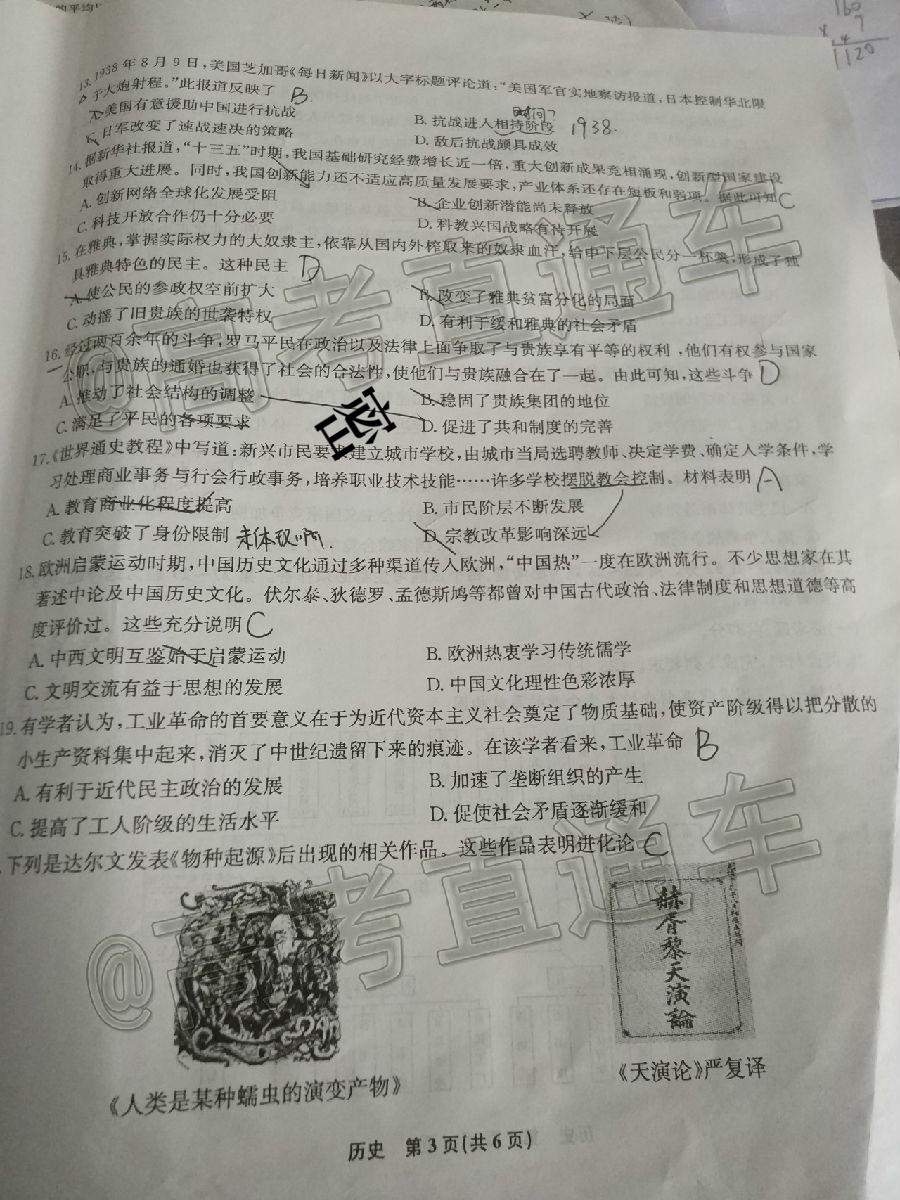 160
× 7
1120
13. 1938 年 8 月 9 日，美国芝加哥《每日新闻》以大字标题评论道：“美国军官实地察访报道，日本控制华北限
于大炮射程。”此报道反映了 B
A. 美国有意援助中国进行抗战
B. 抗战进入相持阶段 时间? 1938.
C. 日军改变了速战速决的策略
D. 敌后抗战颇具成效
14. 据新华社报道，“十三五”时期，我国基础研究经费增长近一倍，重大创新成果竞相涌现，创新型国家建设
取得重大进展。同时，我国创新能力还不适应高质量发展要求，产业体系还存在短板和弱项。据此可知 C
A. 创新网络全球化发展受阻
B. 企业创新潜能尚未释放
C. 科技开放合作仍十分必要
D. 科教兴国战略有待开展
15. 在雅典，掌握实际权力的大奴隶主，依靠从国内外榨取来的奴隶血汗，给中下层公民分一杯羹，形成了独
具雅典特色的民主。这种民主 D
A. 使公民的参政权空前扩大
B. 改变了雅典贫富分化的局面
C. 动摇了旧贵族的世袭特权
D. 有利于缓和雅典的社会矛盾
16. 经过两百余年的斗争，罗马平民在政治以及法律上面争取了与贵族享有平等的权利，他们有权参与国家
公职，与贵族的通婚也获得了社会的合法性，使他们与贵族融合在了一起。由此可知，这些斗争 D
A. 推动了社会结构的调整
B. 稳固了贵族集团的地位
C. 满足了平民的各项要求
D. 促进了共和制度的完善
密
17.《世界通史教程》中写道：新兴市民要求建立城市学校，由城市当局选聘教师、决定学费、确定入学条件，学
习处理商业事务与行会行政事务，培养职业技术技能……许多学校摆脱教会控制。材料表明 A
A. 教育商业化程度提高
B. 市民阶层不断发展
C. 教育突破了身份限制 未体现啊.
D. 宗教改革影响深远
18. 欧洲启蒙运动时期，中国历史文化通过多种渠道传入欧洲，“中国热”一度在欧洲流行。不少思想家在其
著述中论及中国历史文化。伏尔泰、狄德罗、孟德斯鸠等都曾对中国古代政治、法律制度和思想道德等高
度评价过。这些充分说明 C
A. 中西文明互鉴始于启蒙运动
B. 欧洲热衷学习传统儒学
C. 文明交流有益于思想的发展
D. 中国文化理性色彩浓厚
19. 有学者认为，工业革命的首要意义在于为近代资本主义社会奠定了物质基础，使资产阶级得以把分散的
小生产资料集中起来，消灭了中世纪遗留下来的痕迹。在该学者看来，工业革命 B
A. 有利于近代民主政治的发展
B. 加速了垄断组织的产生
C. 提高了工人阶级的生活水平
D. 促使社会矛盾逐渐缓和
下列是达尔文发表《物种起源》后出现的相关作品。这些作品表明进化论 C
赫胥黎天演論
《人类是某种蠕虫的演变产物》
《天演论》严复译
历史 第 3 页(共 6 页)
@高考直通车
@高考直通车